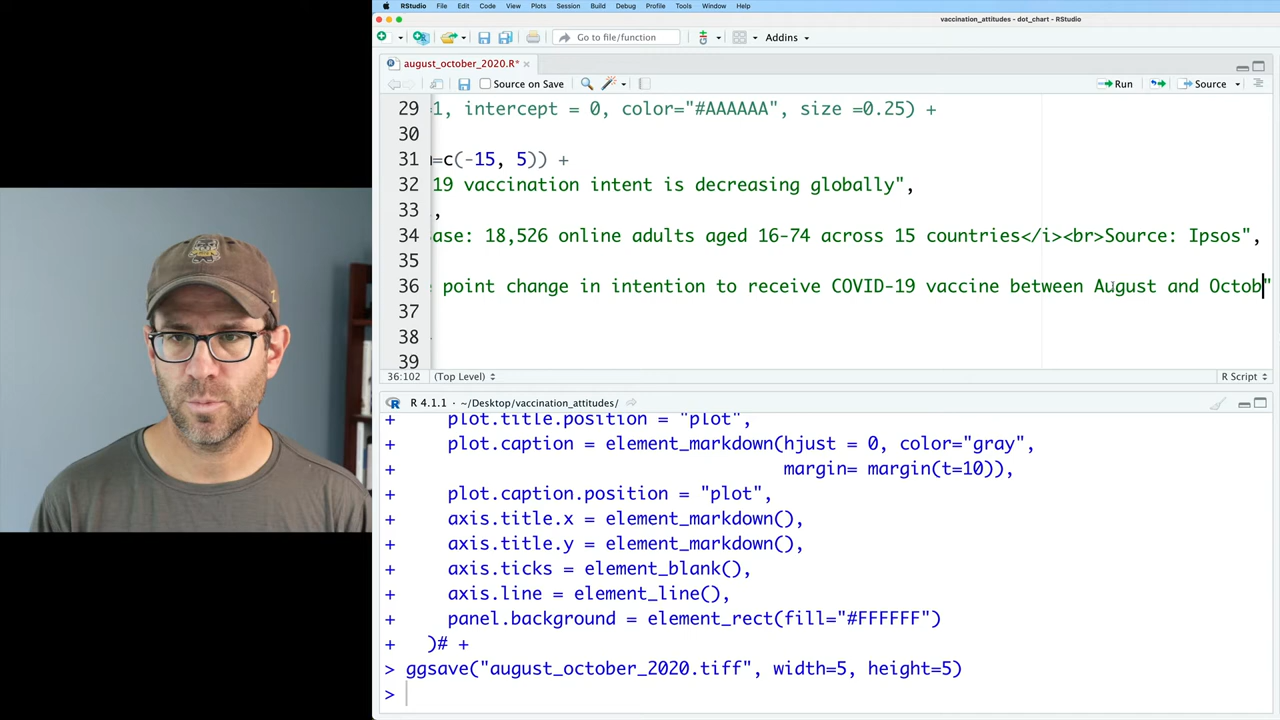 RStudio File Edit Code View Plots Session Build Debug Profile Tools Window Help
vaccination_attitudes - dot_chart - RStudio
Go to file/function Addins
august_october_2020.R*
Source on Save Run Source
29 =1, intercept = 0, color="#AAAAAA", size =0.25) +
30
31 =c(-15, 5)) +
32 19 vaccination intent is decreasing globally",
33 ,
34 ase: 18,526 online adults aged 16-74 across 15 countries</i><br>Source: Ipsos",
35
36 point change in intention to receive COVID-19 vaccine between August and Octob"
37
38
39
36:102 (Top Level) R Script
R 4.1.1 · ~/Desktop/vaccination_attitudes/
+ plot.title.position = "plot",
+ plot.caption = element_markdown(hjust = 0, color="gray",
+ margin= margin(t=10)),
+ plot.caption.position = "plot",
+ axis.title.x = element_markdown(),
+ axis.title.y = element_markdown(),
+ axis.ticks = element_blank(),
+ axis.line = element_line(),
+ panel.background = element_rect(fill="#FFFFFF")
+ )# +
> ggsave("august_october_2020.tiff", width=5, height=5)
>